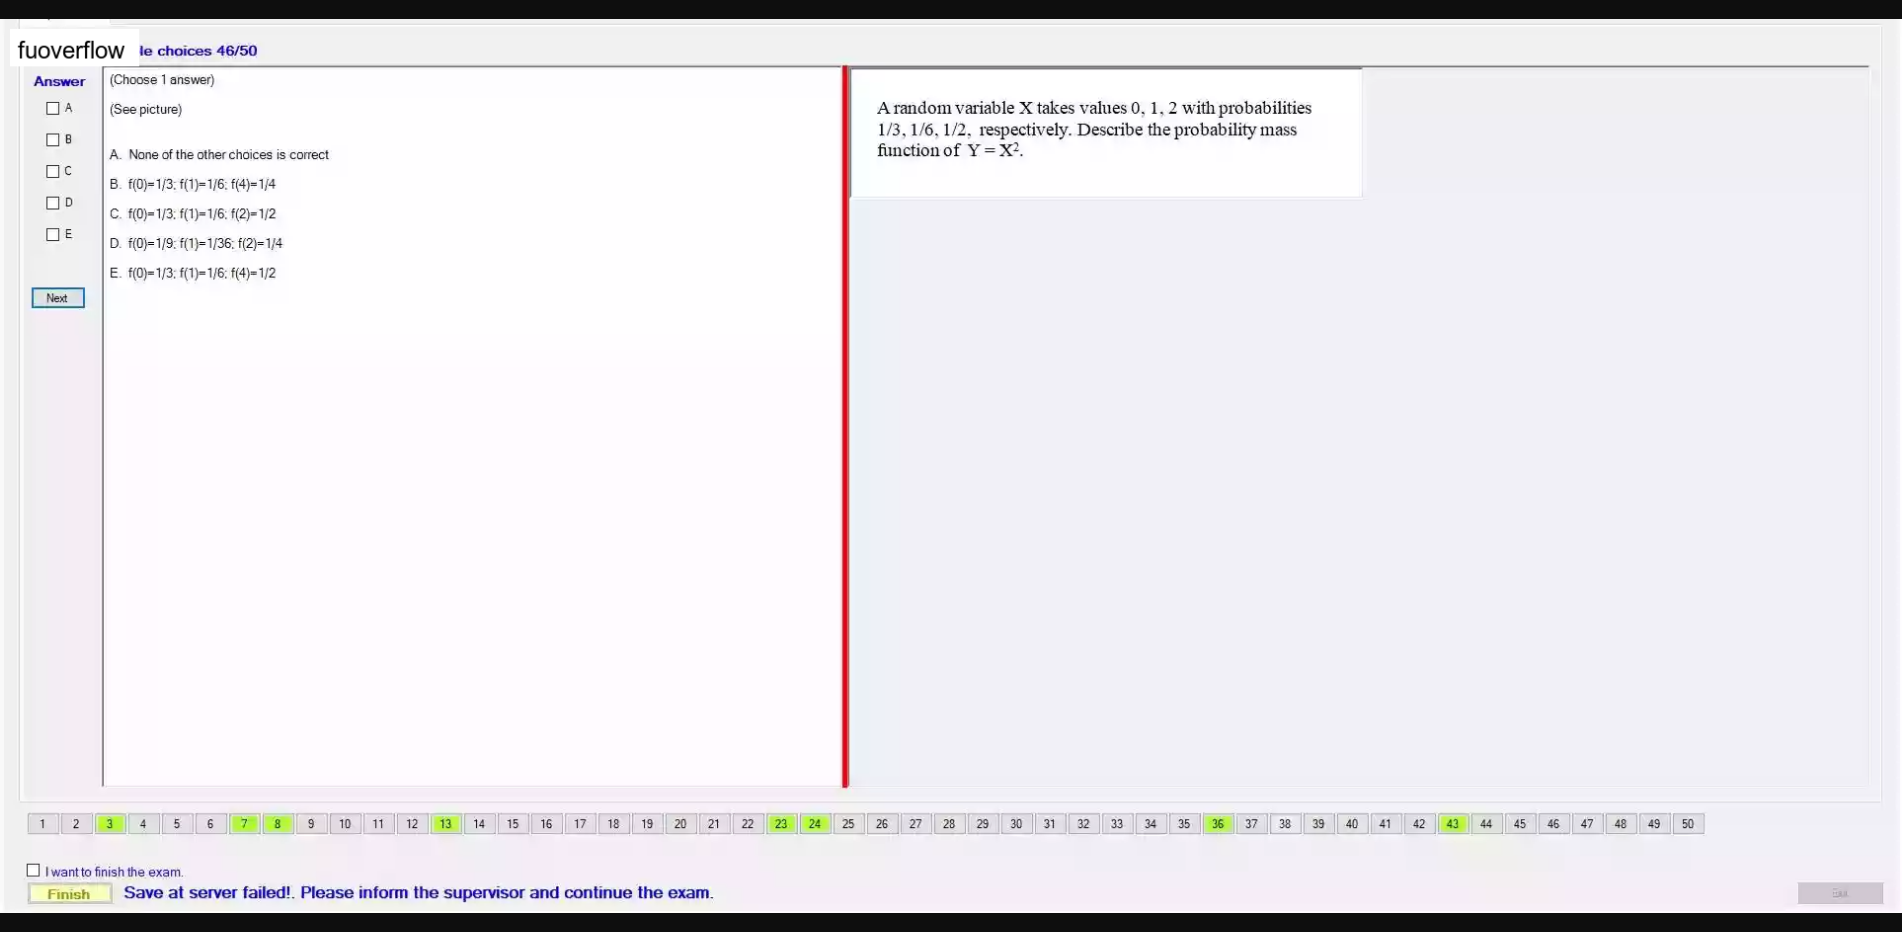 fuoverflow le choices 46/50
Answer
A
B
C
D
E
Next
(Choose 1 answer)
(See picture)
A. None of the other choices is correct
B. f(0)=1/3; f(1)=1/6; f(4)=1/4
C. f(0)=1/3; f(1)=1/6; f(2)=1/2
D. f(0)=1/9; f(1)=1/36; f(2)=1/4
E. f(0)=1/3; f(1)=1/6; f(4)=1/2
A random variable X takes values 0, 1, 2 with probabilities
1/3, 1/6, 1/2, respectively. Describe the probability mass
function of Y = X².
1 2 3 4 5 6 7 8 9 10 11 12 13 14 15 16 17 18 19 20 21 22 23 24 25 26 27 28 29 30 31 32 33 34 35 36 37 38 39 40 41 42 43 44 45 46 47 48 49 50
I want to finish the exam.
Finish Save at server failed!. Please inform the supervisor and continue the exam.